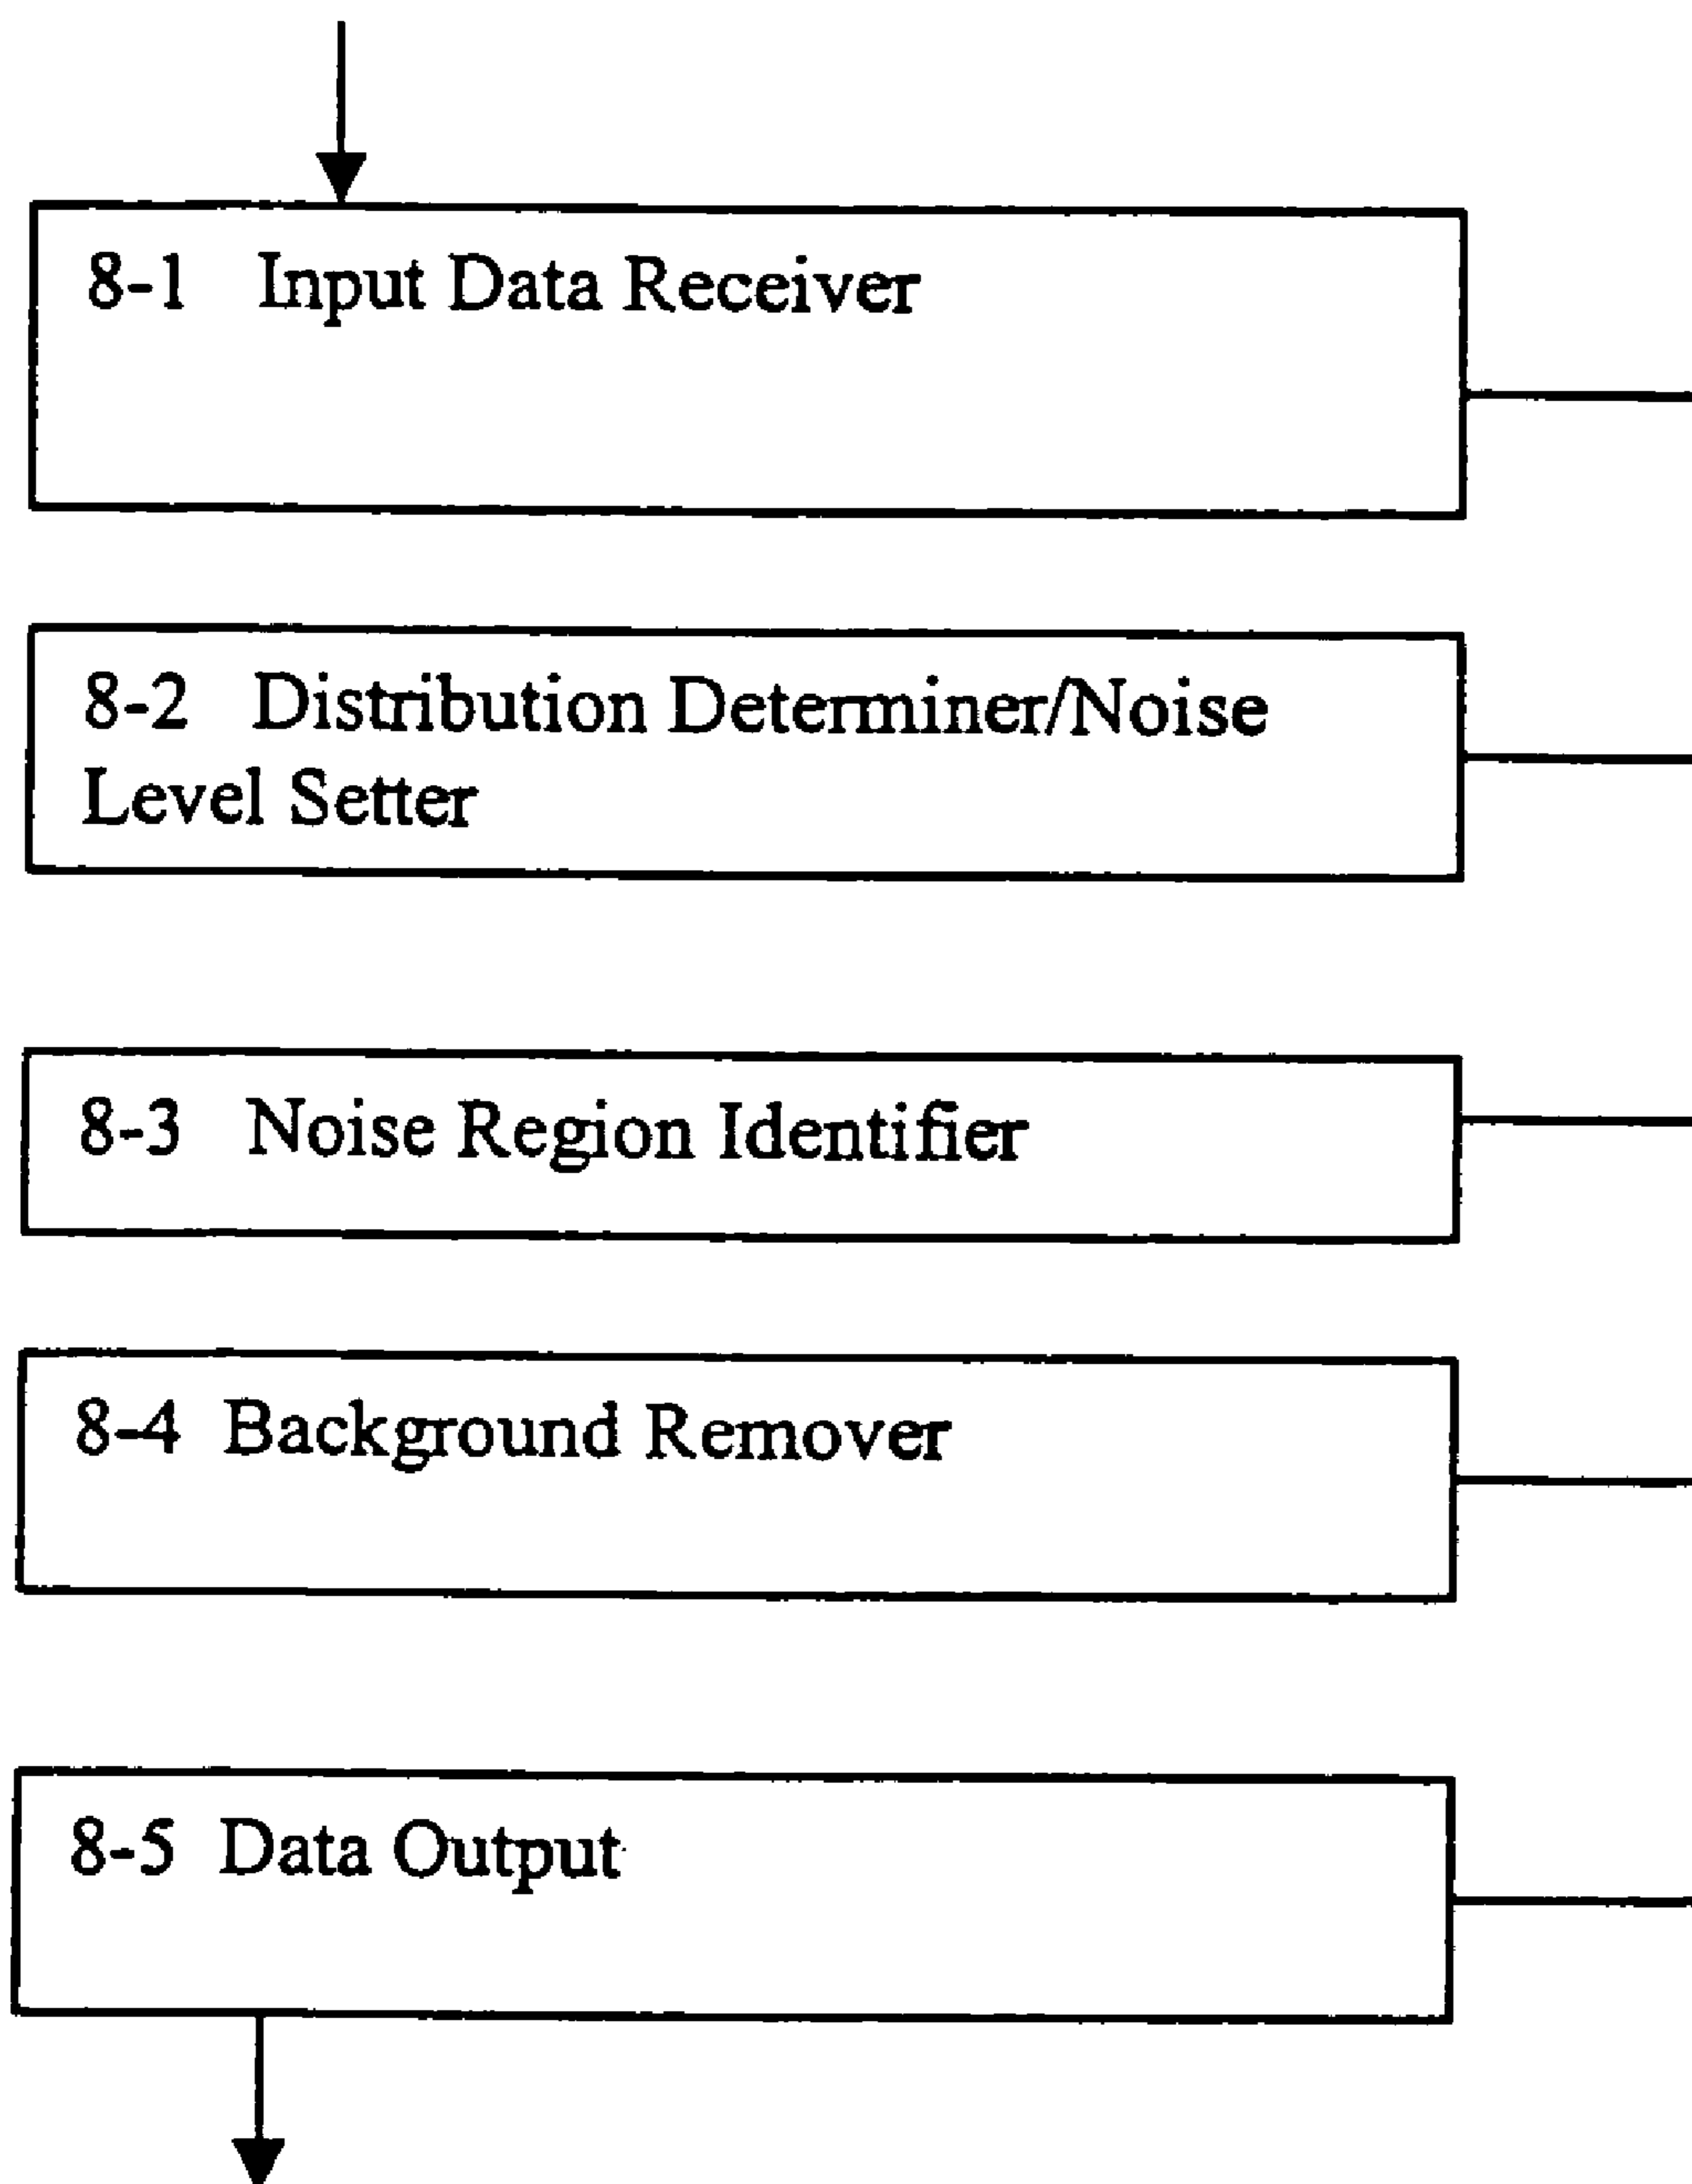 8-1 Input Data Receiver
8-2 Distribution Determiner/Noise
Level Setter
8-3 Noise Region Identifier
8-4 Background Remover
8-5 Data Output